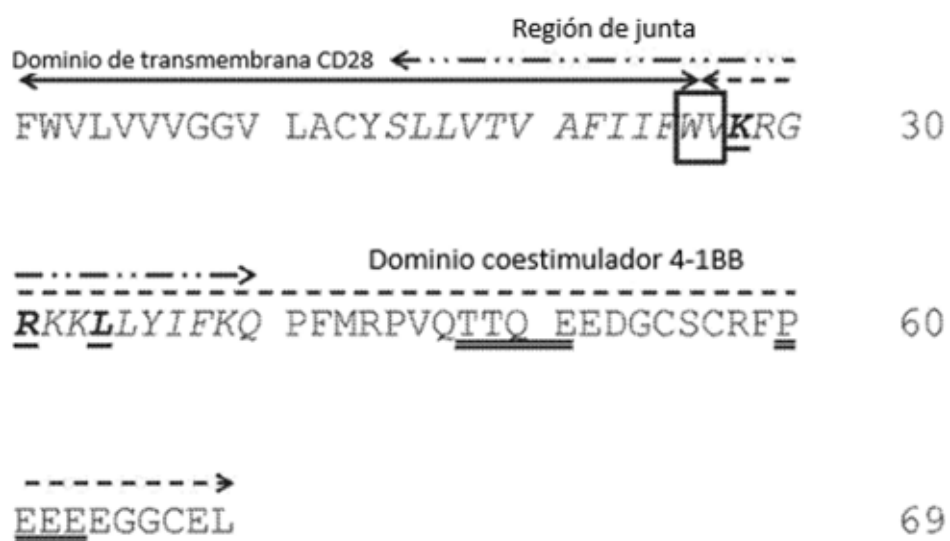 Región de junta
Dominio de transmembrana CD28
FWVLVVVGGV LACYSLLVTV AFIIFWVKRG 30
Dominio coestimulador 4-1BB
RKKLLYIFKQ PFMRPVQTTQ EEDGCSCRFP 60
EEEEGGCEL 69